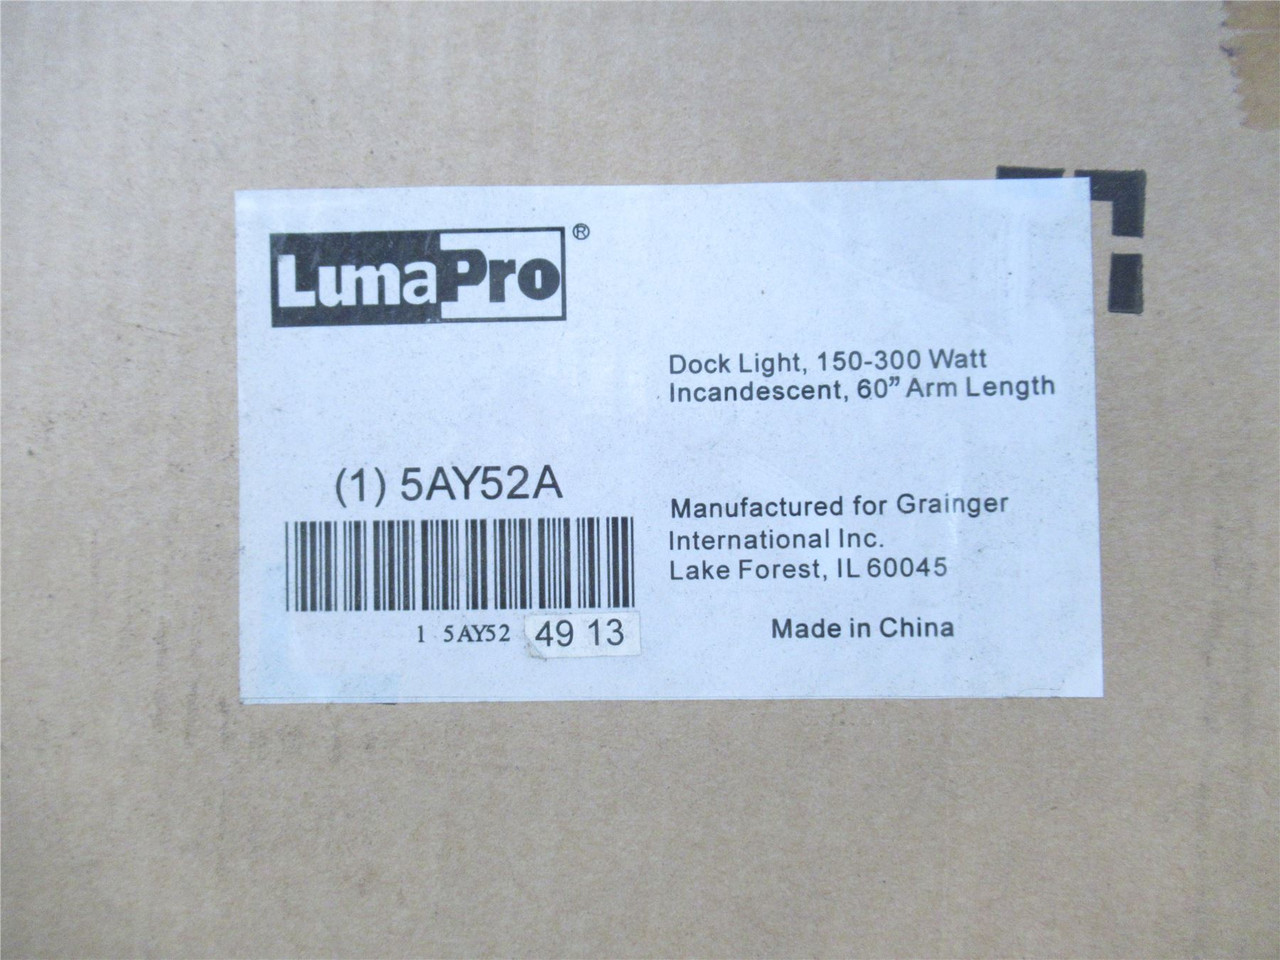 LumaPro®
Dock Light, 150-300 Watt
Incandescent, 60” Arm Length
(1) 5AY52A
1 5AY52 49 13
Manufactured for Grainger
International Inc.
Lake Forest, IL 60045
Made in China